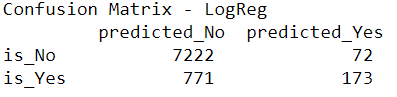 Confusion Matrix - LogReg
predicted_No predicted_Yes
is_No 7222 72
is_Yes 771 173